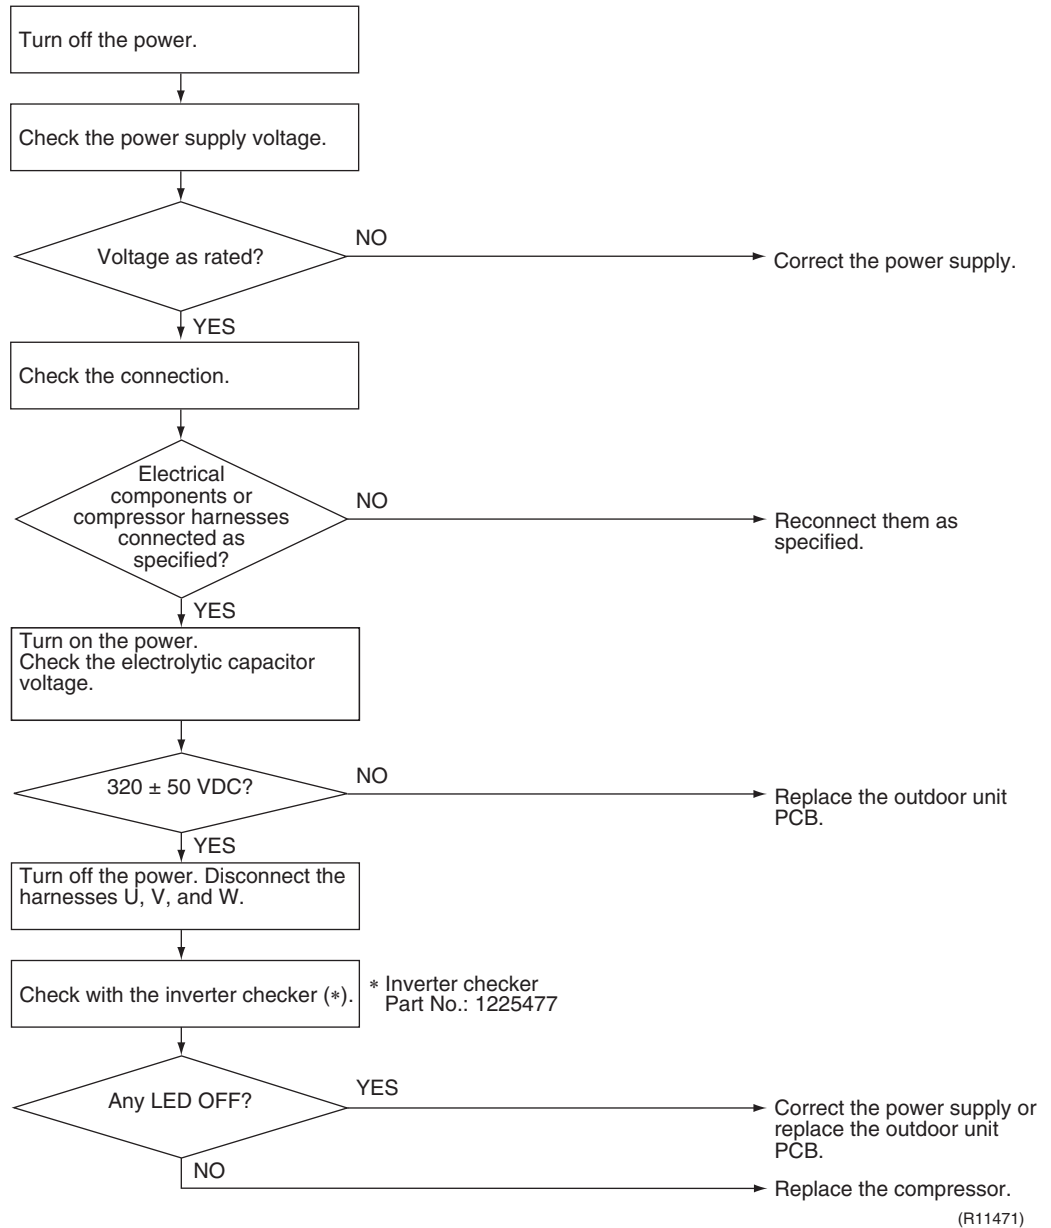 Turn off the power.
Check the power supply voltage.
Voltage as rated?
NO
Correct the power supply.
YES
Check the connection.
Electrical
components or
compressor harnesses
connected as
specified?
NO
Reconnect them as
specified.
YES
Turn on the power.
Check the electrolytic capacitor
voltage.
320 ± 50 VDC?
NO
Replace the outdoor unit
PCB.
YES
Turn off the power. Disconnect the
harnesses U, V, and W.
Check with the inverter checker (∗).
∗ Inverter checker
Part No.: 1225477
Any LED OFF?
YES
Correct the power supply or
replace the outdoor unit
PCB.
NO
Replace the compressor.
(R11471)